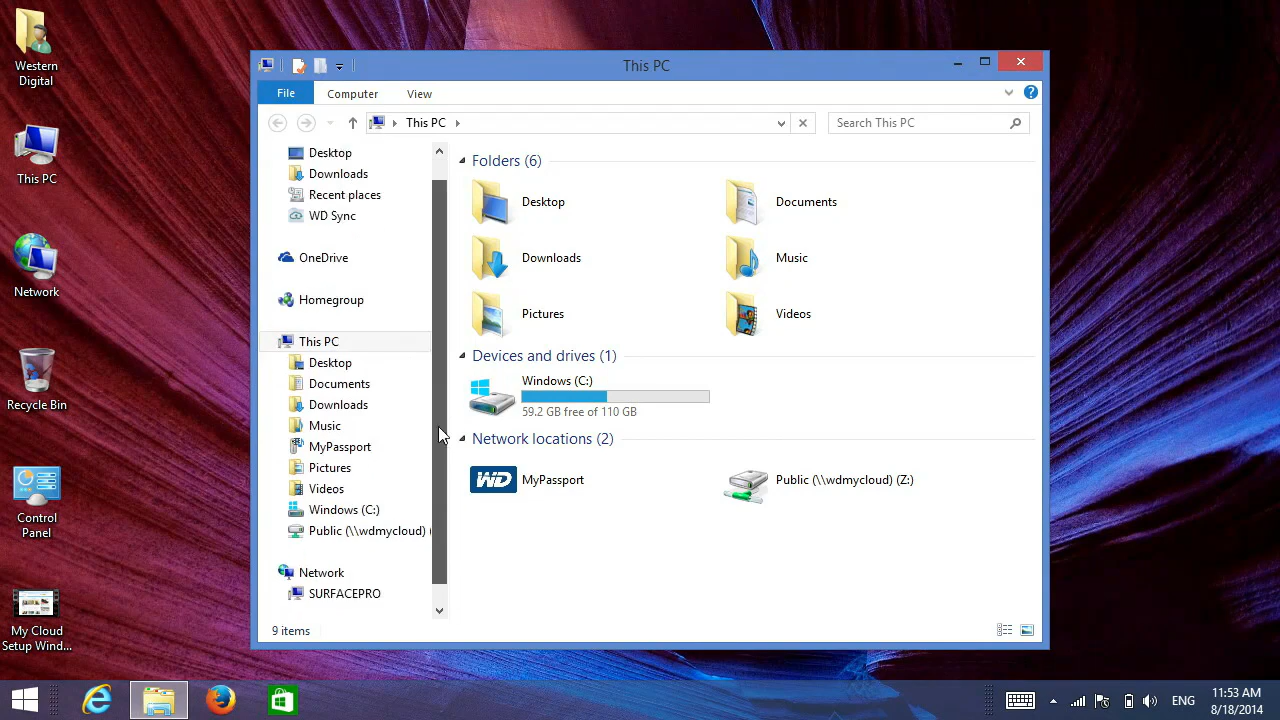 Western
Digital
This PC
Network
Recycle Bin
Control
Panel
My Cloud
Setup Wind...
This PC
File
Computer
View
This PC
Search This PC
Desktop
Downloads
Recent places
WD Sync
OneDrive
Homegroup
This PC
Desktop
Documents
Downloads
Music
MyPassport
Pictures
Videos
Windows (C:)
Public (\\wdmycloud) (
Network
SURFACEPRO
Folders (6)
Desktop
Documents
Downloads
Music
Pictures
Videos
Devices and drives (1)
Windows (C:)
59.2 GB free of 110 GB
Network locations (2)
WD
MyPassport
Public (\\wdmycloud) (Z:)
9 items
ENG
11:53 AM
8/18/2014